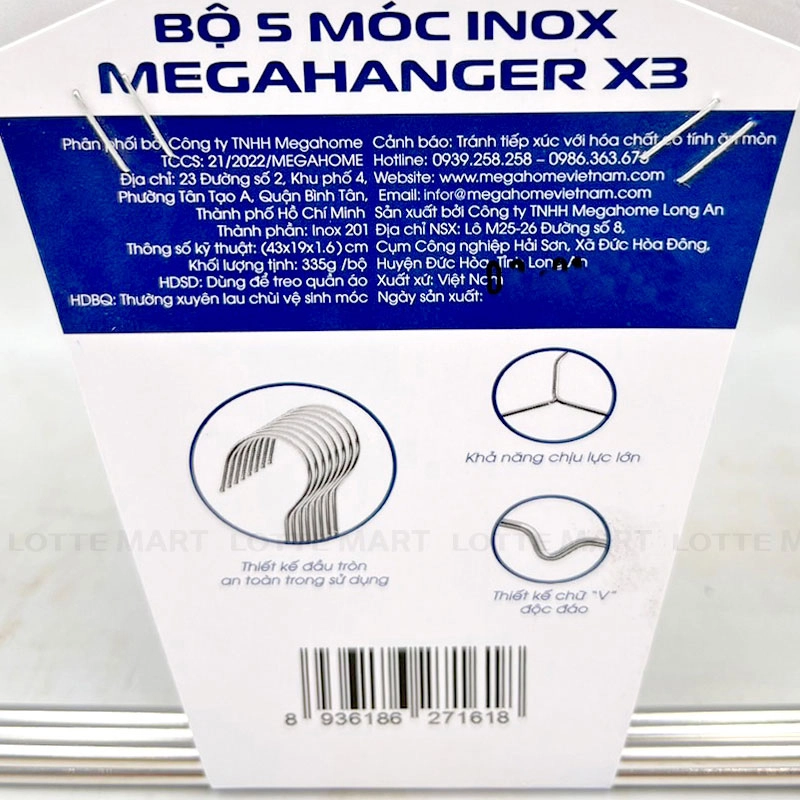 BỘ 5 MÓC INOX
MEGAHANGER X3
Phân phối bởi Công ty TNHH Megahome
TCCS: 21/2022/MEGAHOME
Địa chỉ: 23 Đường số 2, Khu phố 4,
Phường Tân Tạo A, Quận Bình Tân,
Thành phố Hồ Chí Minh
Thành phần: Inox 201
Thông số kỹ thuật: (43x19x1.6) cm
Khối lượng tịnh: 335g /bộ
HDSD: Dùng để treo quần áo
HDBQ: Thường xuyên lau chùi vệ sinh móc
Cảnh báo: Tránh tiếp xúc với hóa chất có tính ăn mòn
Hotline: 0939.258.258 – 0986.363.673
Website: www.megahomevietnam.com
Email: infor@megahomevietnam.com
Sản xuất bởi Công ty TNHH Megahome Long An
Địa chỉ NSX: Lô M25-26 Đường số 8,
Cụm Công nghiệp Hải Sơn, Xã Đức Hòa Đông,
Huyện Đức Hòa, Tỉnh Long An
Xuất xứ: Việt Nam
Ngày sản xuất:
Khả năng chịu lực lớn
Thiết kế đầu tròn
an toàn trong sử dụng
Thiết kế chữ "V"
độc đáo
LOTTE MART LOTTE MART LOTTE MART LOTTE MART
8 936186 271618